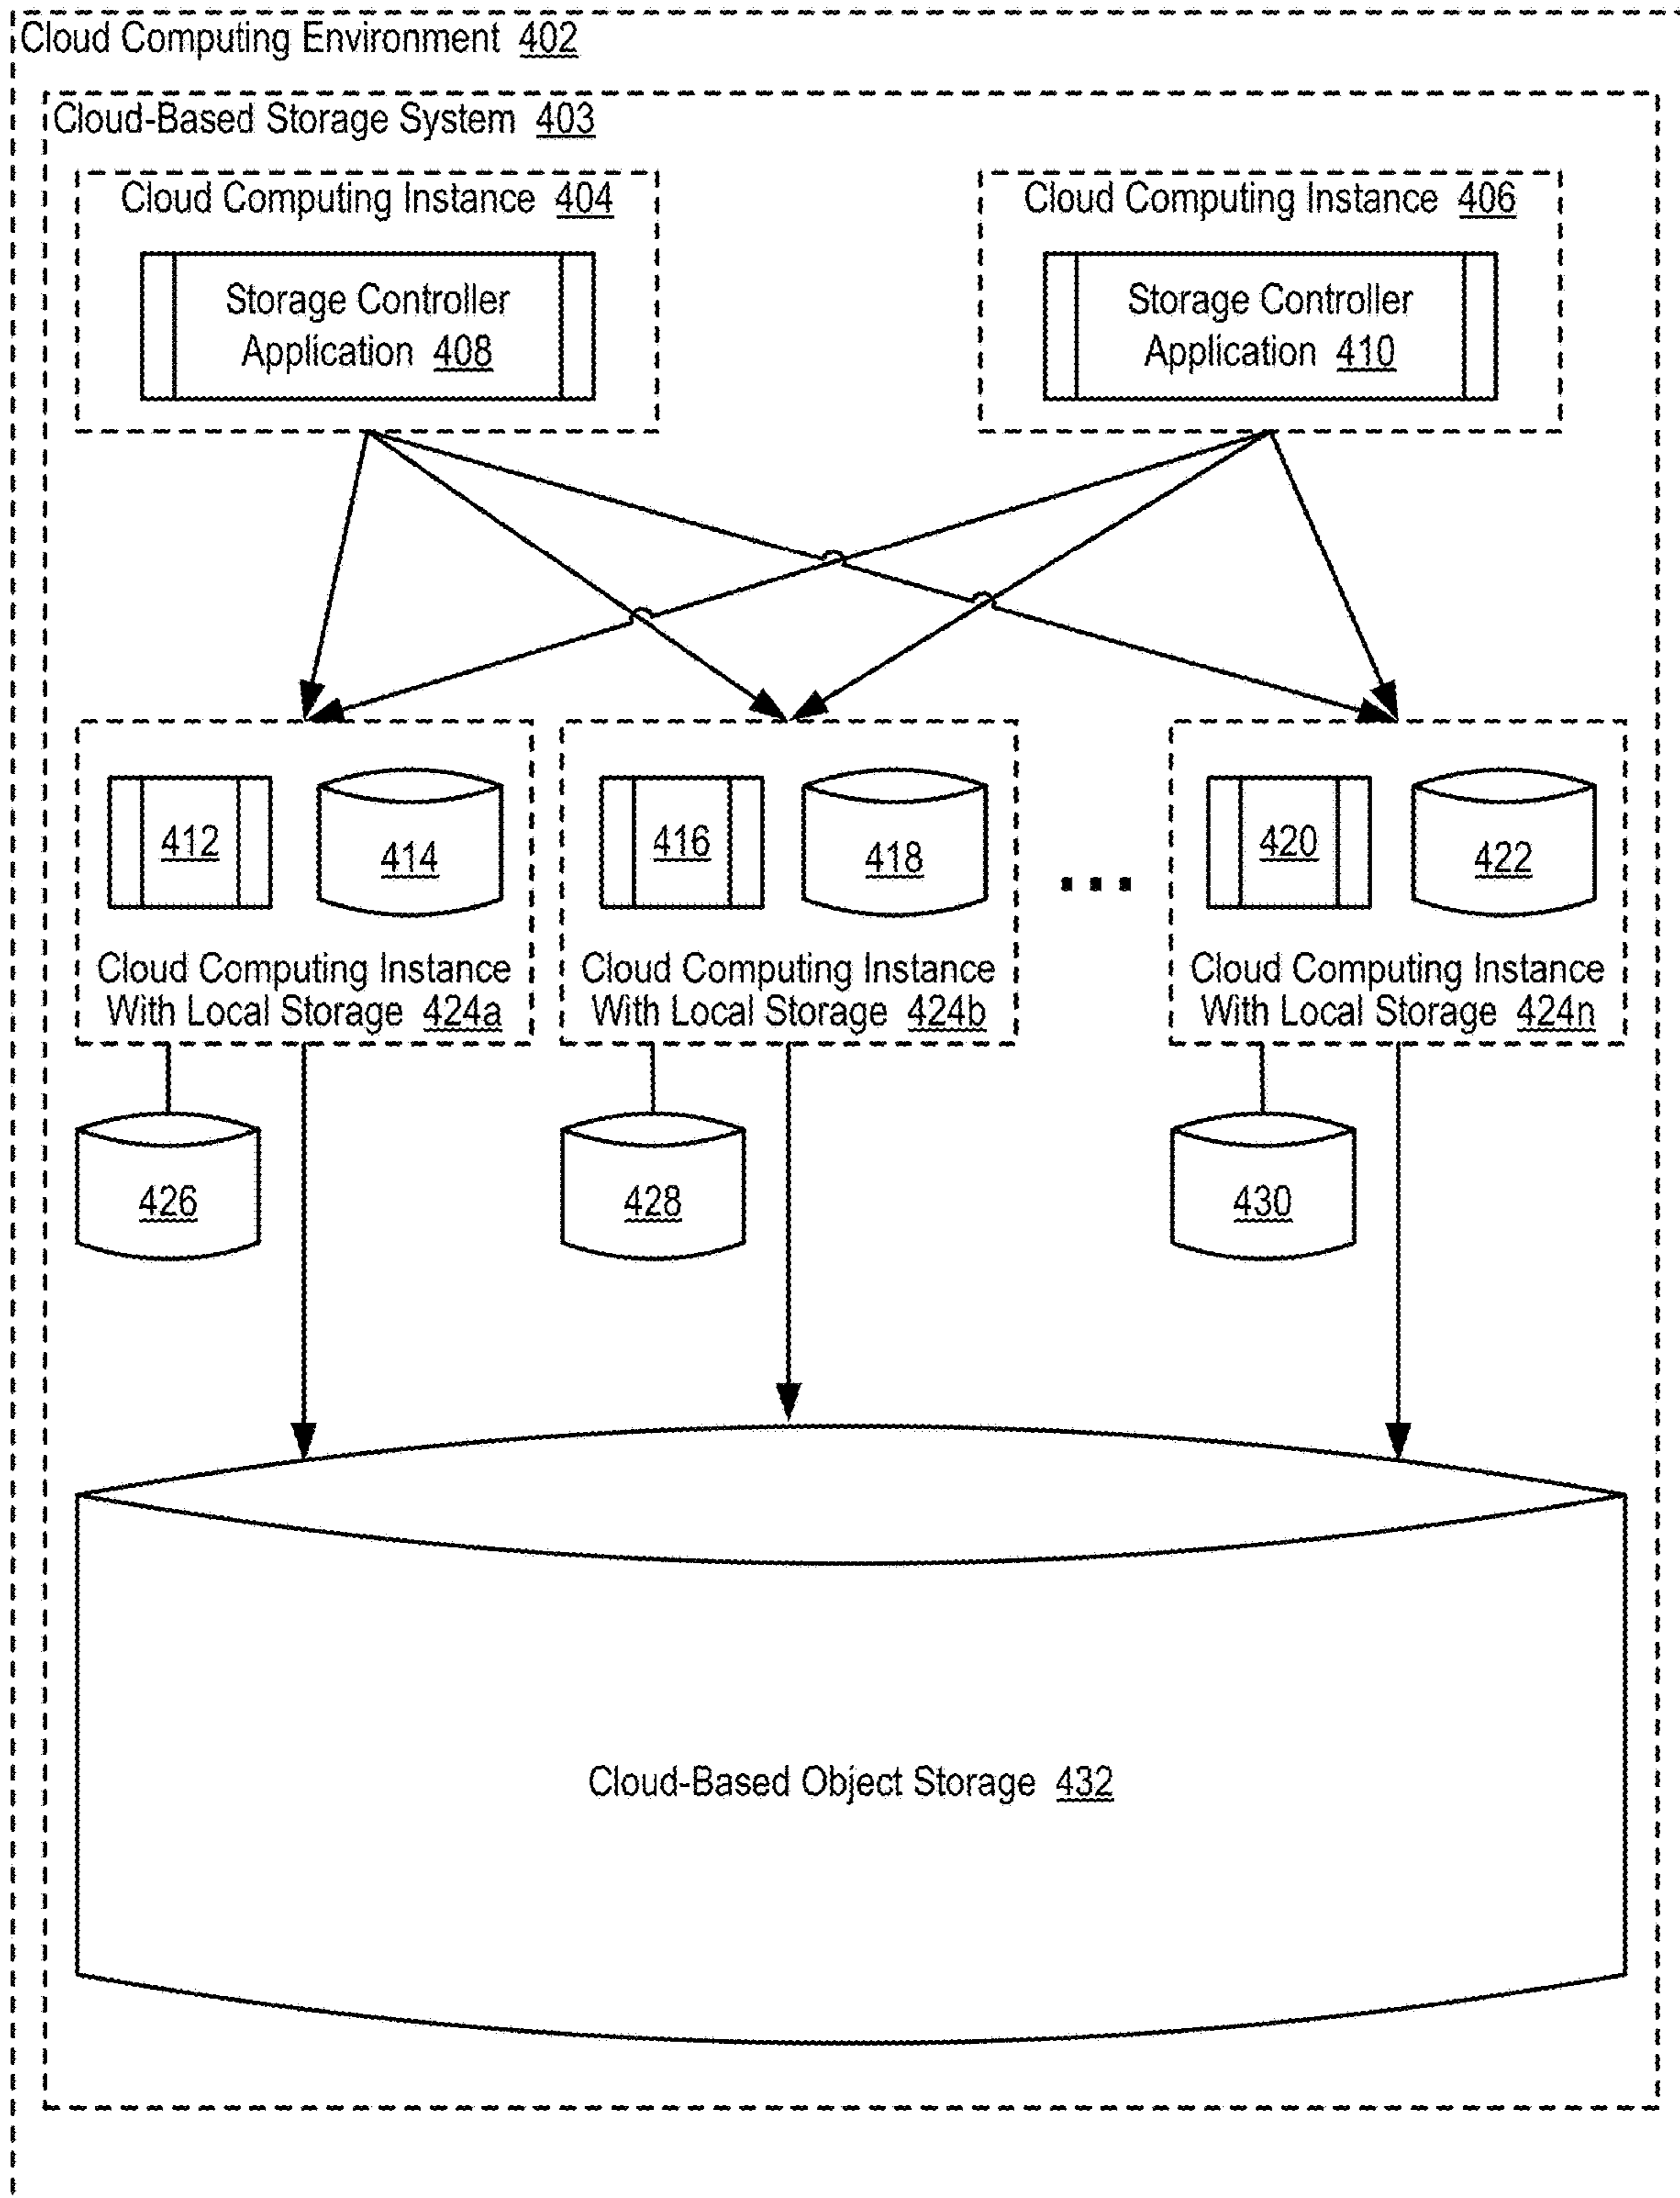 Cloud Computing Environment 402
Cloud-Based Storage System 403
Cloud Computing Instance 404
Storage Controller
Application 408
Cloud Computing Instance 406
Storage Controller
Application 410
412
414
Cloud Computing Instance
With Local Storage 424a
416
418
Cloud Computing Instance
With Local Storage 424b
...
420
422
Cloud Computing Instance
With Local Storage 424n
426
428
430
Cloud-Based Object Storage 432